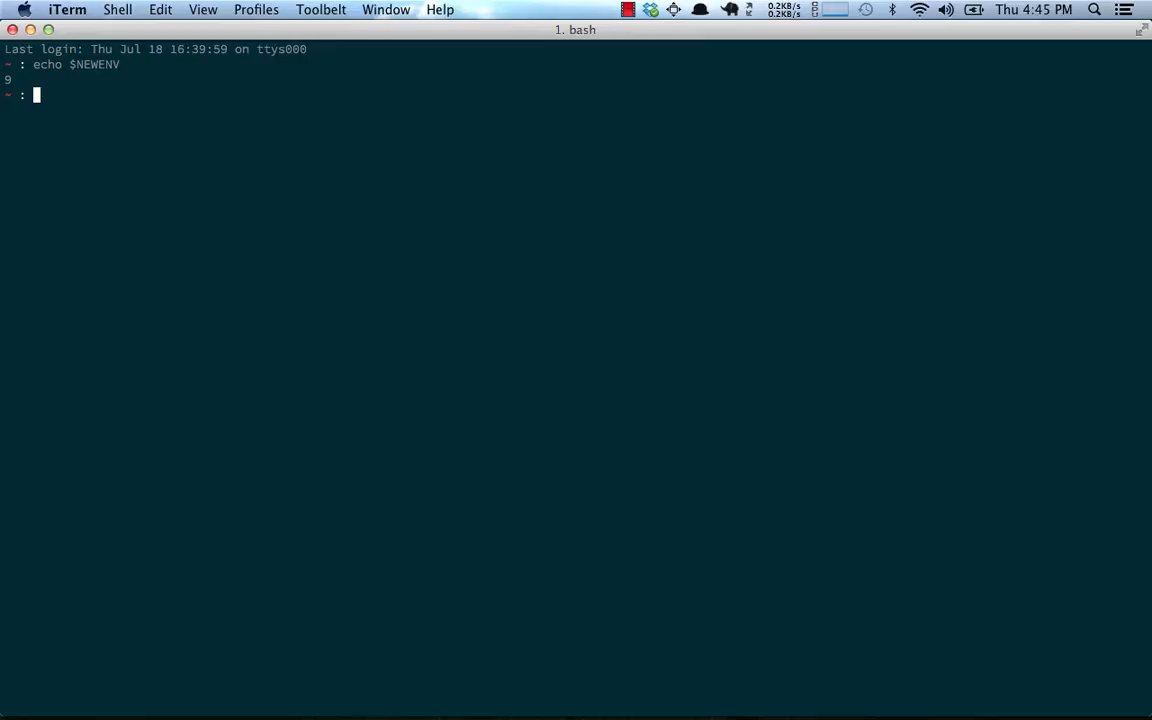 iTerm Shell Edit View Profiles Toolbelt Window Help 0.2KB/s 0.2KB/s Thu 4:45 PM
1. bash
Last login: Thu Jul 18 16:39:59 on ttys000
~ : echo $NEWENV
9
~ :